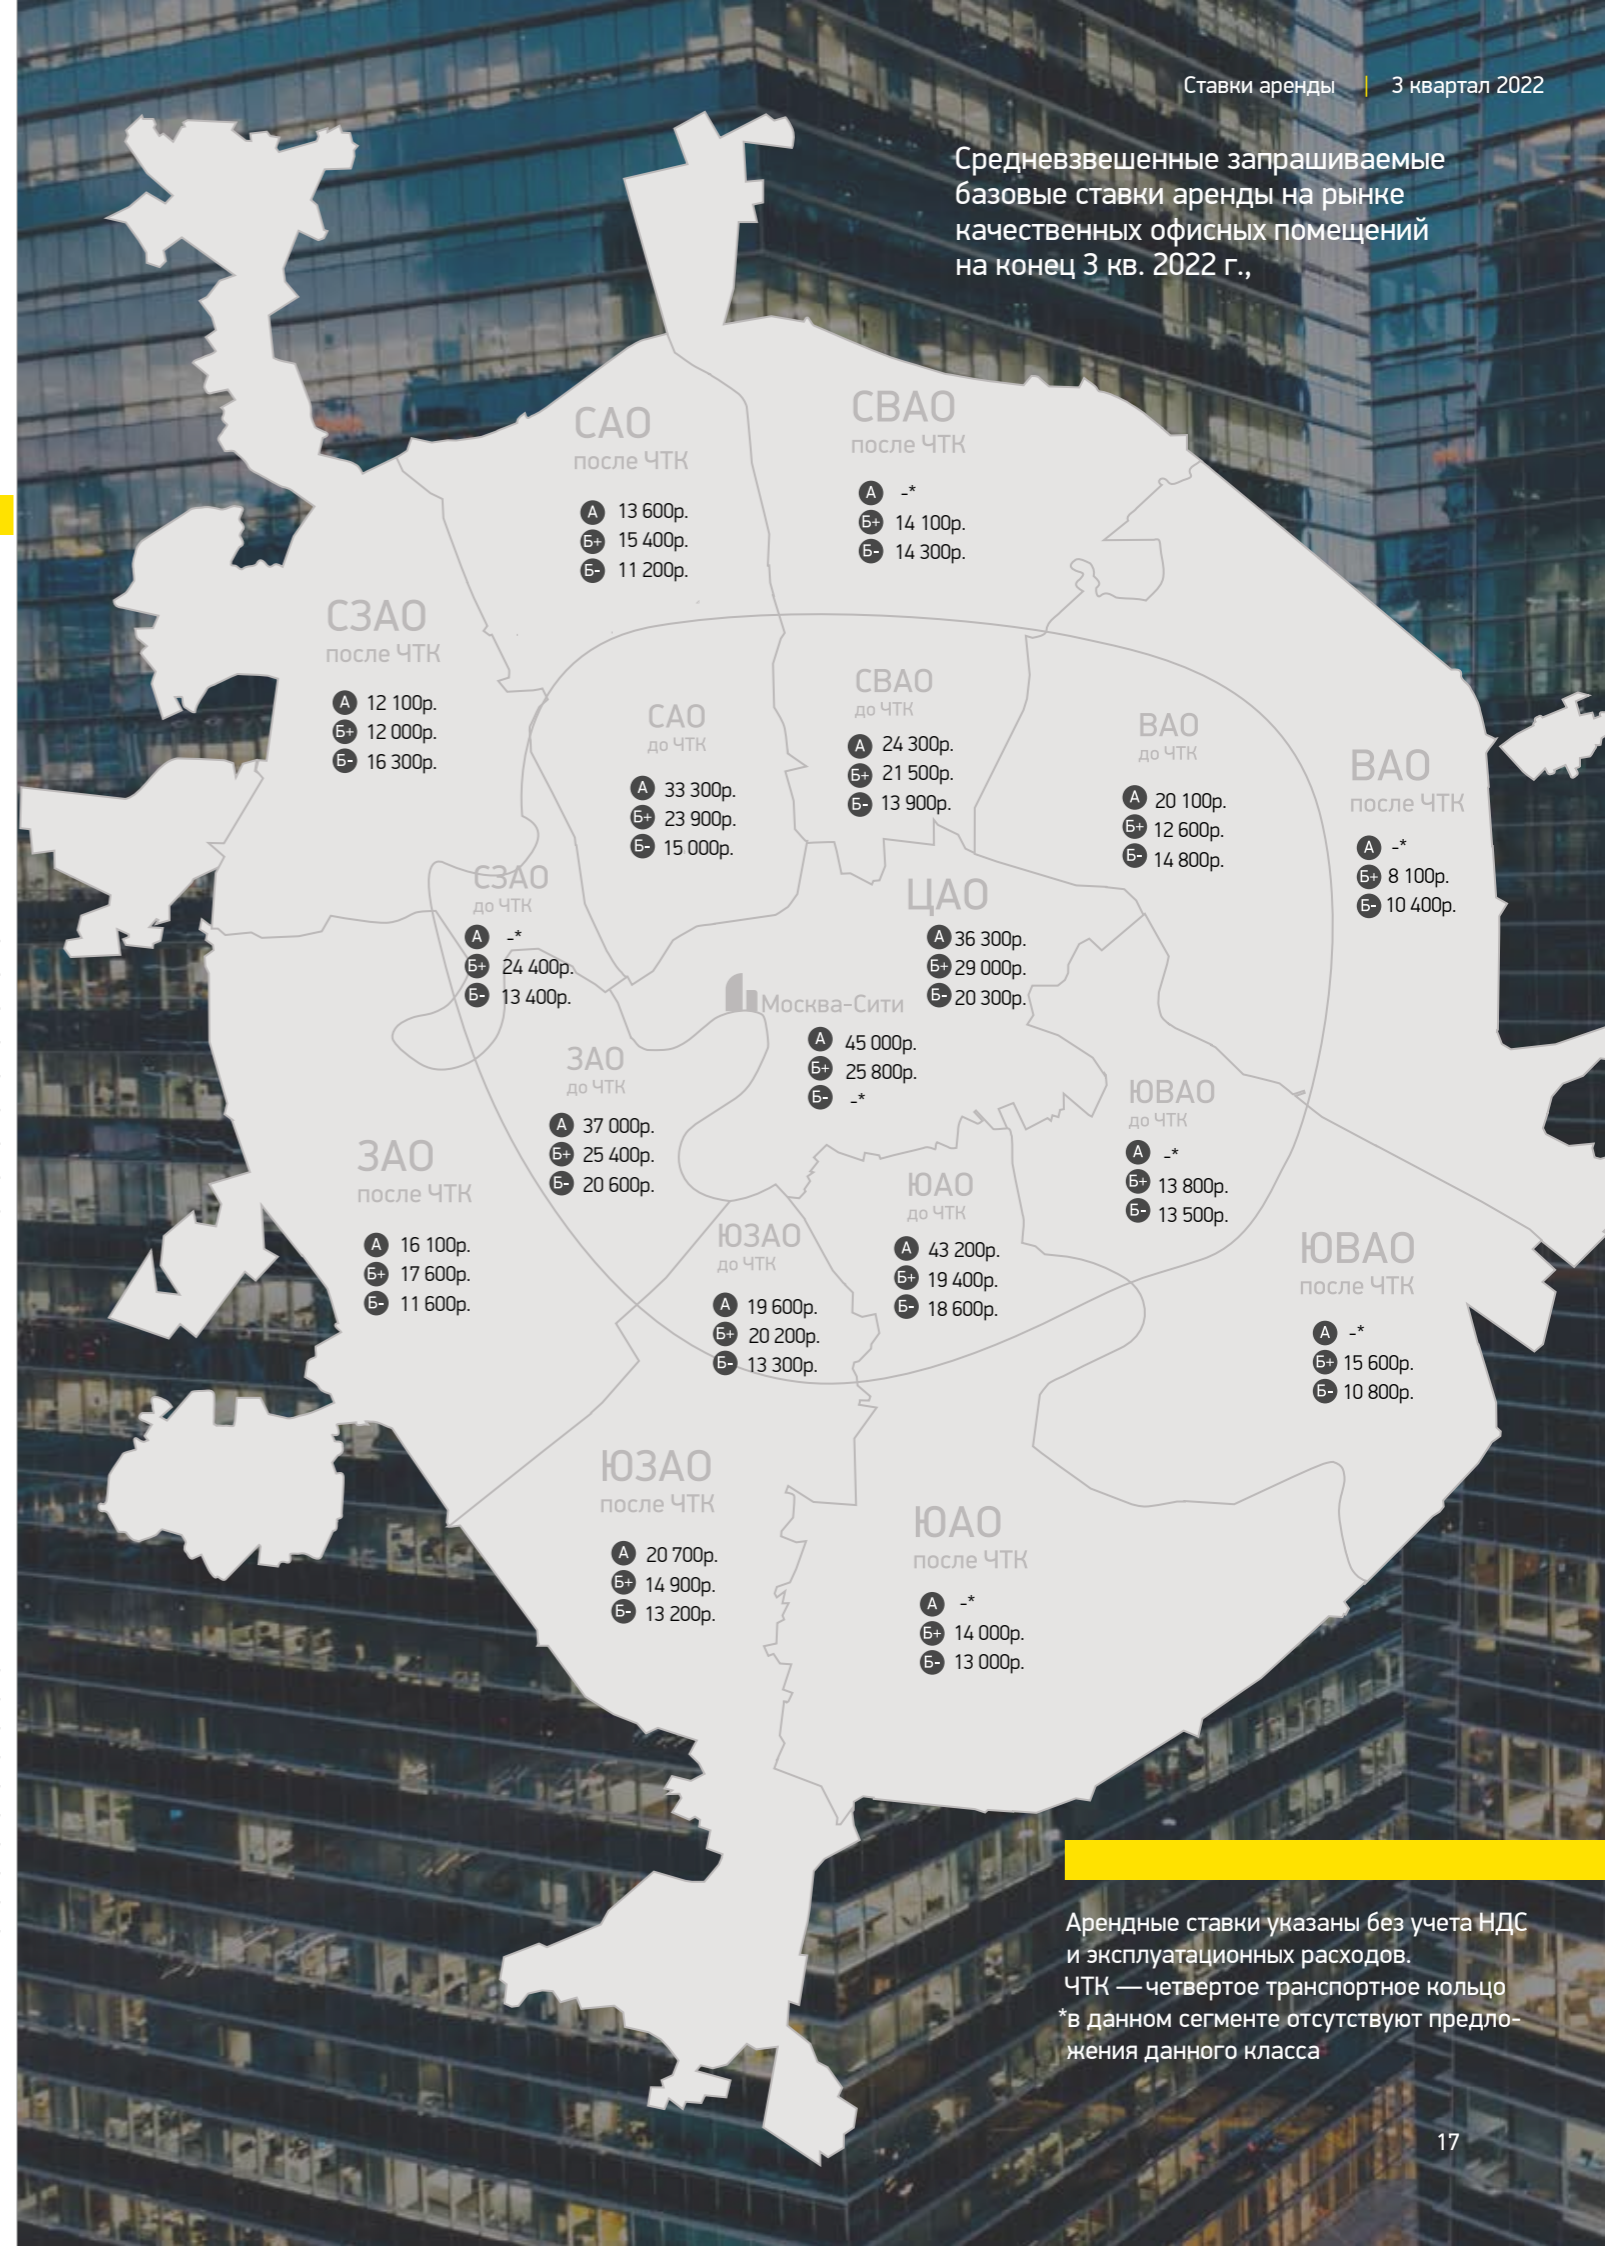 Ставки аренды | 3 квартал 2022
Средневзвешенные запрашиваемые
базовые ставки аренды на рынке
качественных офисных помещений
на конец 3 кв. 2022 г.,
САО
после ЧТК
А 13 600р.
Б+ 15 400р.
Б- 11 200р.
СВАО
после ЧТК
А -*
Б+ 14 100р.
Б- 14 300р.
СЗАО
после ЧТК
А 12 100р.
Б+ 12 000р.
Б- 16 300р.
САО
до ЧТК
А 33 300р.
Б+ 23 900р.
Б- 15 000р.
СВАО
до ЧТК
А 24 300р.
Б+ 21 500р.
Б- 13 900р.
ВАО
до ЧТК
А 20 100р.
Б+ 12 600р.
Б- 14 800р.
ВАО
после ЧТК
А -*
Б+ 8 100р.
Б- 10 400р.
СЗАО
до ЧТК
А -*
Б+ 24 400р.
Б- 13 400р.
ЦАО
А 36 300р.
Б+ 29 000р.
Б- 20 300р.
Москва-Сити
А 45 000р.
Б+ 25 800р.
Б- -*
ЗАО
до ЧТК
А 37 000р.
Б+ 25 400р.
Б- 20 600р.
ЮВАО
до ЧТК
А -*
Б+ 13 800р.
Б- 13 500р.
ЗАО
после ЧТК
А 16 100р.
Б+ 17 600р.
Б- 11 600р.
ЮЗАО
до ЧТК
А 19 600р.
Б+ 20 200р.
Б- 13 300р.
ЮАО
до ЧТК
А 43 200р.
Б+ 19 400р.
Б- 18 600р.
ЮВАО
после ЧТК
А -*
Б+ 15 600р.
Б- 10 800р.
ЮЗАО
после ЧТК
А 20 700р.
Б+ 14 900р.
Б- 13 200р.
ЮАО
после ЧТК
А -*
Б+ 14 000р.
Б- 13 000р.
Арендные ставки указаны без учета НДС
и эксплуатационных расходов.
ЧТК — четвертое транспортное кольцо
*в данном сегменте отсутствуют предло-
жения данного класса
17